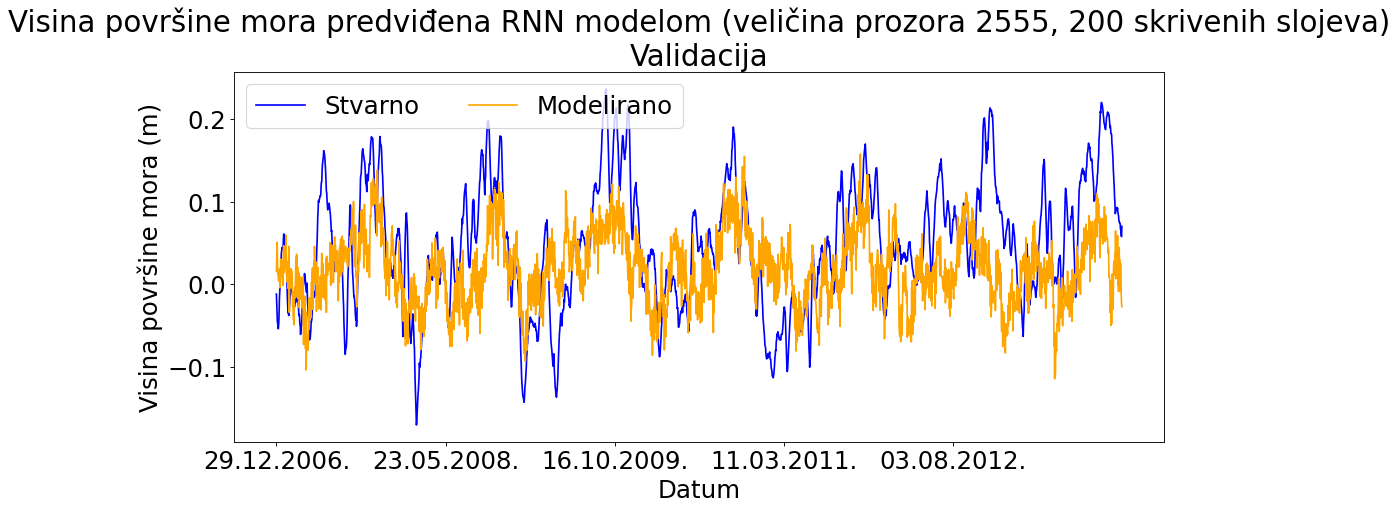 Visina površine mora predviđena RNN modelom (veličina prozora 2555, 200 skrivenih slojeva)
Validacija
Stvarno
Modelirano
Visina površine mora (m)
0.2
0.1
0.0
−0.1
29.12.2006.
23.05.2008.
16.10.2009.
11.03.2011.
03.08.2012.
Datum